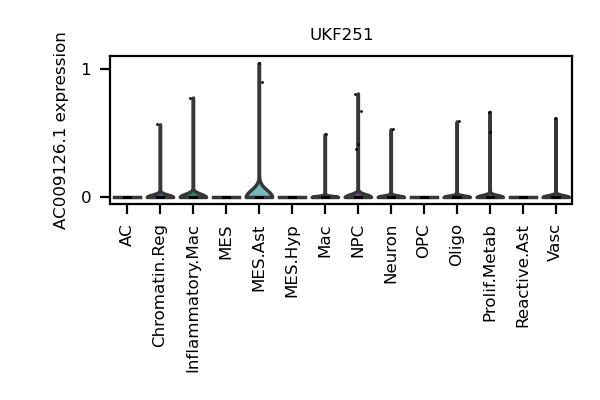 UKF251
AC009126.1 expression
1
0
AC
Chromatin.Reg
Inflammatory.Mac
MES
MES.Ast
MES.Hyp
Mac
NPC
Neuron
OPC
Oligo
Prolif.Metab
Reactive.Ast
Vasc